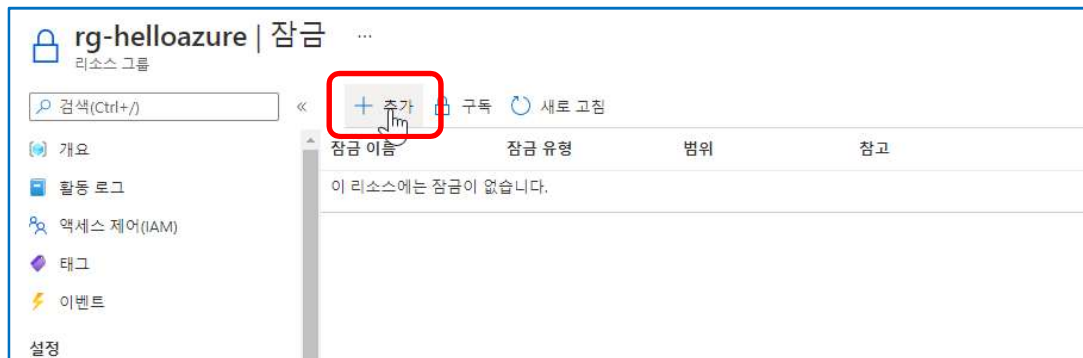 rg-helloazure | 잠금 ...
리소스 그룹
검색(Ctrl+/)
«
추가 구독 새로 고침
개요
활동 로그
액세스 제어(IAM)
태그
이벤트
설정
잠금 이름 잠금 유형 범위 참고
이 리소스에는 잠금이 없습니다.